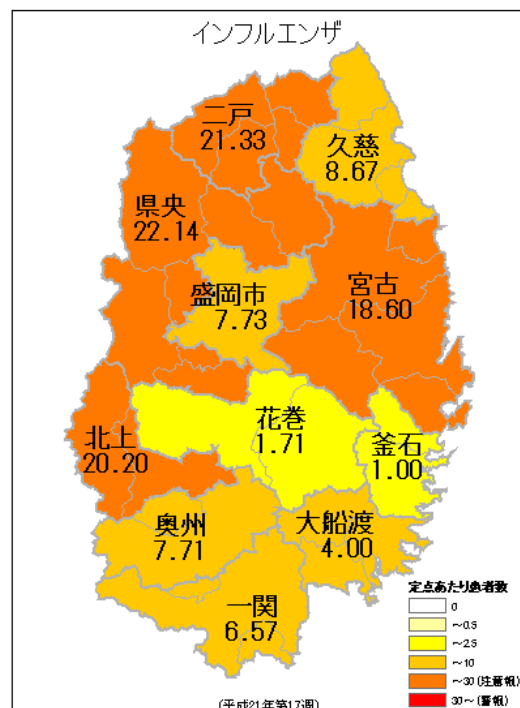 インフルエンザ
二戸
21.33
久慈
8.67
県央
22.14
盛岡市
7.73
宮古
18.60
花巻
1.71
釜石
1.00
北上
20.20
奥州
7.71
大船渡
4.00
一関
6.57
定点あたり患者数
0
～0.5
～2.5
～10
～30(注意報)
30～(警報)
(平成21年第17週)